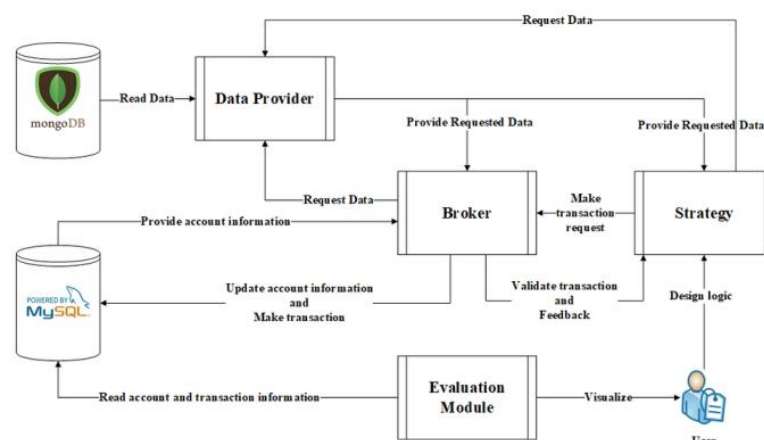 Request Data
mongoDB
Read Data
Data Provider
Provide Requested Data
Provide Requested Data
Request Data
Broker
Make
transaction
request
Strategy
Provide account information
POWERED BY
MySQL
Update account information
and
Make transaction
Validate transaction
and
Feedback
Design logic
Read account and transaction information
Evaluation
Module
Visualize
User